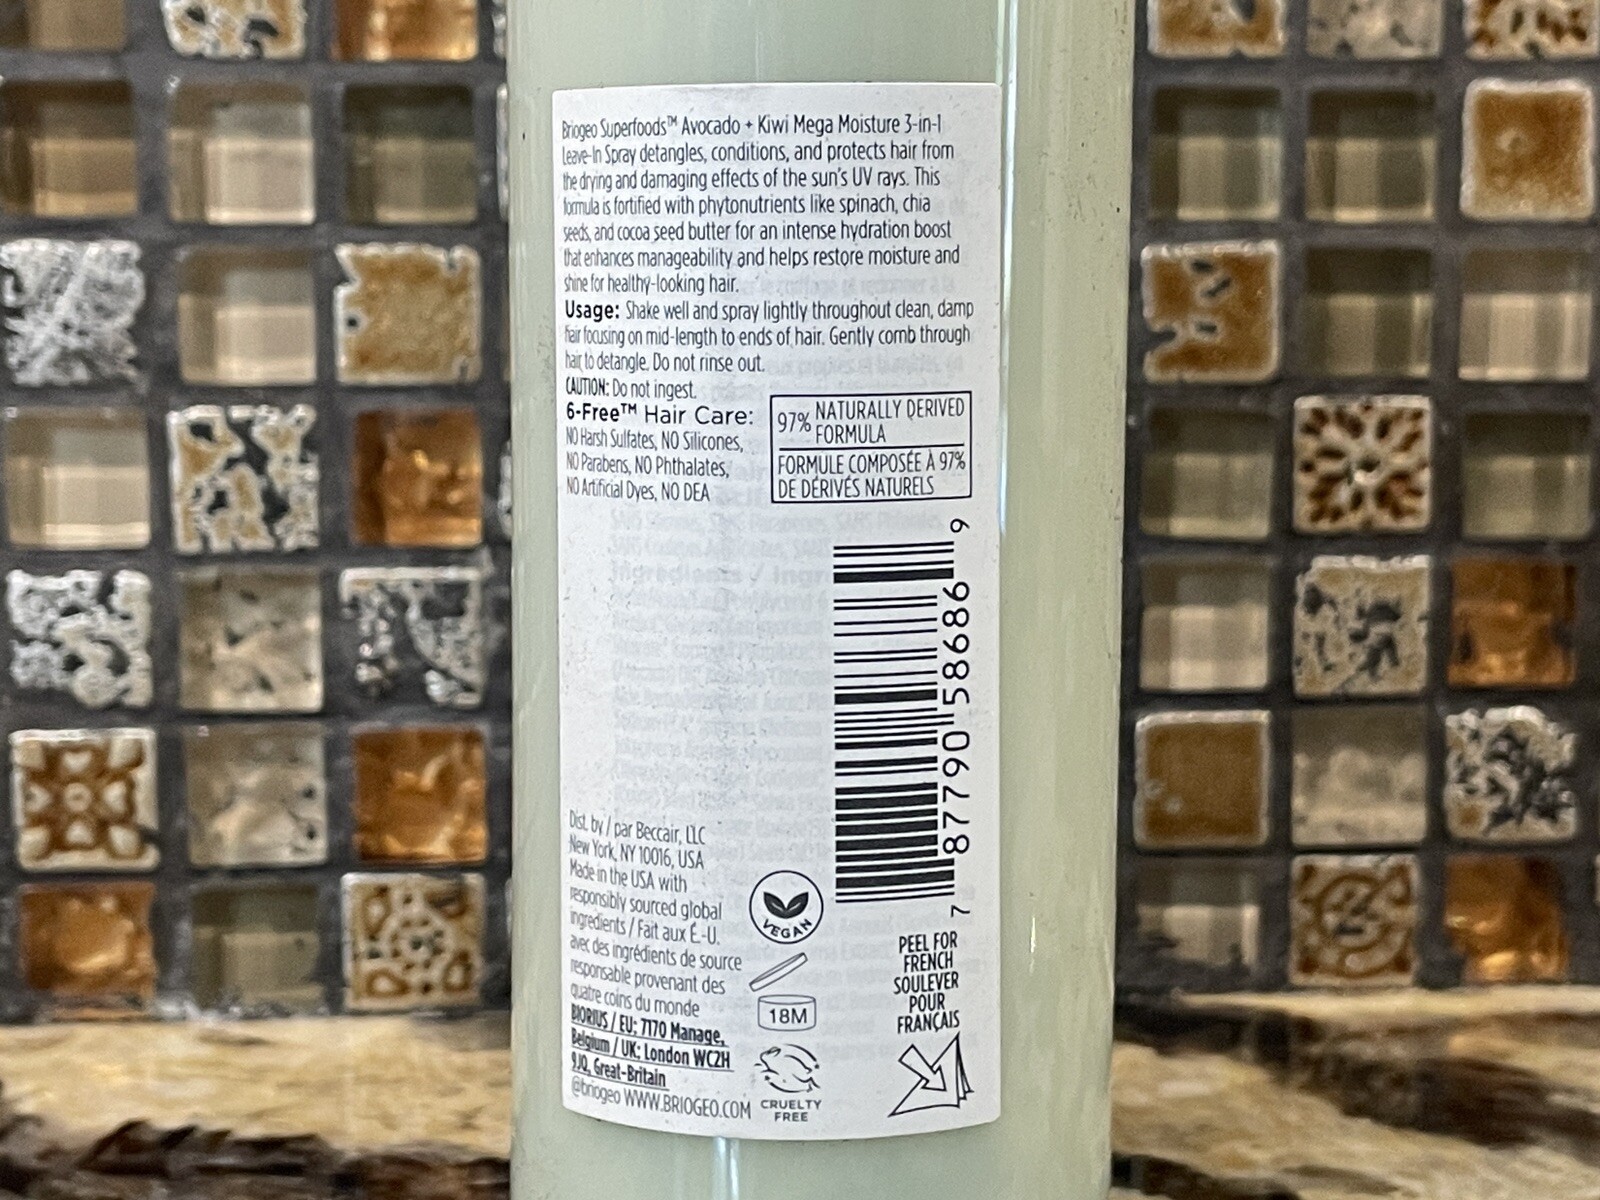 Briogeo Superfoods™ Avocado + Kiwi Mega Moisture 3-in-1
Leave-In Spray detangles, conditions, and protects hair from
the drying and damaging effects of the sun's UV rays. This
formula is fortified with phytonutrients like spinach, chia
seeds, and cocoa seed butter for an intense hydration boost
that enhances manageability and helps restore moisture and
shine for healthy-looking hair.
Usage: Shake well and spray lightly throughout clean, damp
hair focusing on mid-length to ends of hair. Gently comb through
hair to detangle. Do not rinse out.
CAUTION: Do not ingest.
6-Free™ Hair Care:
NO Harsh Sulfates, NO Silicones,
NO Parabens, NO Phthalates,
NO Artificial Dyes, NO DEA
97% NATURALLY DERIVED
FORMULA
FORMULE COMPOSÉE À 97%
DE DÉRIVÉS NATURELS
7 87790 58686 9
Dist. by / par Beccair, LLC
New York, NY 10016, USA
Made in the USA with
responsibly sourced global
ingredients / Fait aux É.-U.
avec des ingrédients de source
responsable provenant des
quatre coins du monde
BIORIUS / EU: 7170 Manage,
Belgium / UK: London WC2H
9JQ, Great-Britain
@briogeo WWW.BRIOGEO.COM
VEGAN
18M
CRUELTY
FREE
PEEL FOR
FRENCH
SOULEVER
POUR
FRANÇAIS